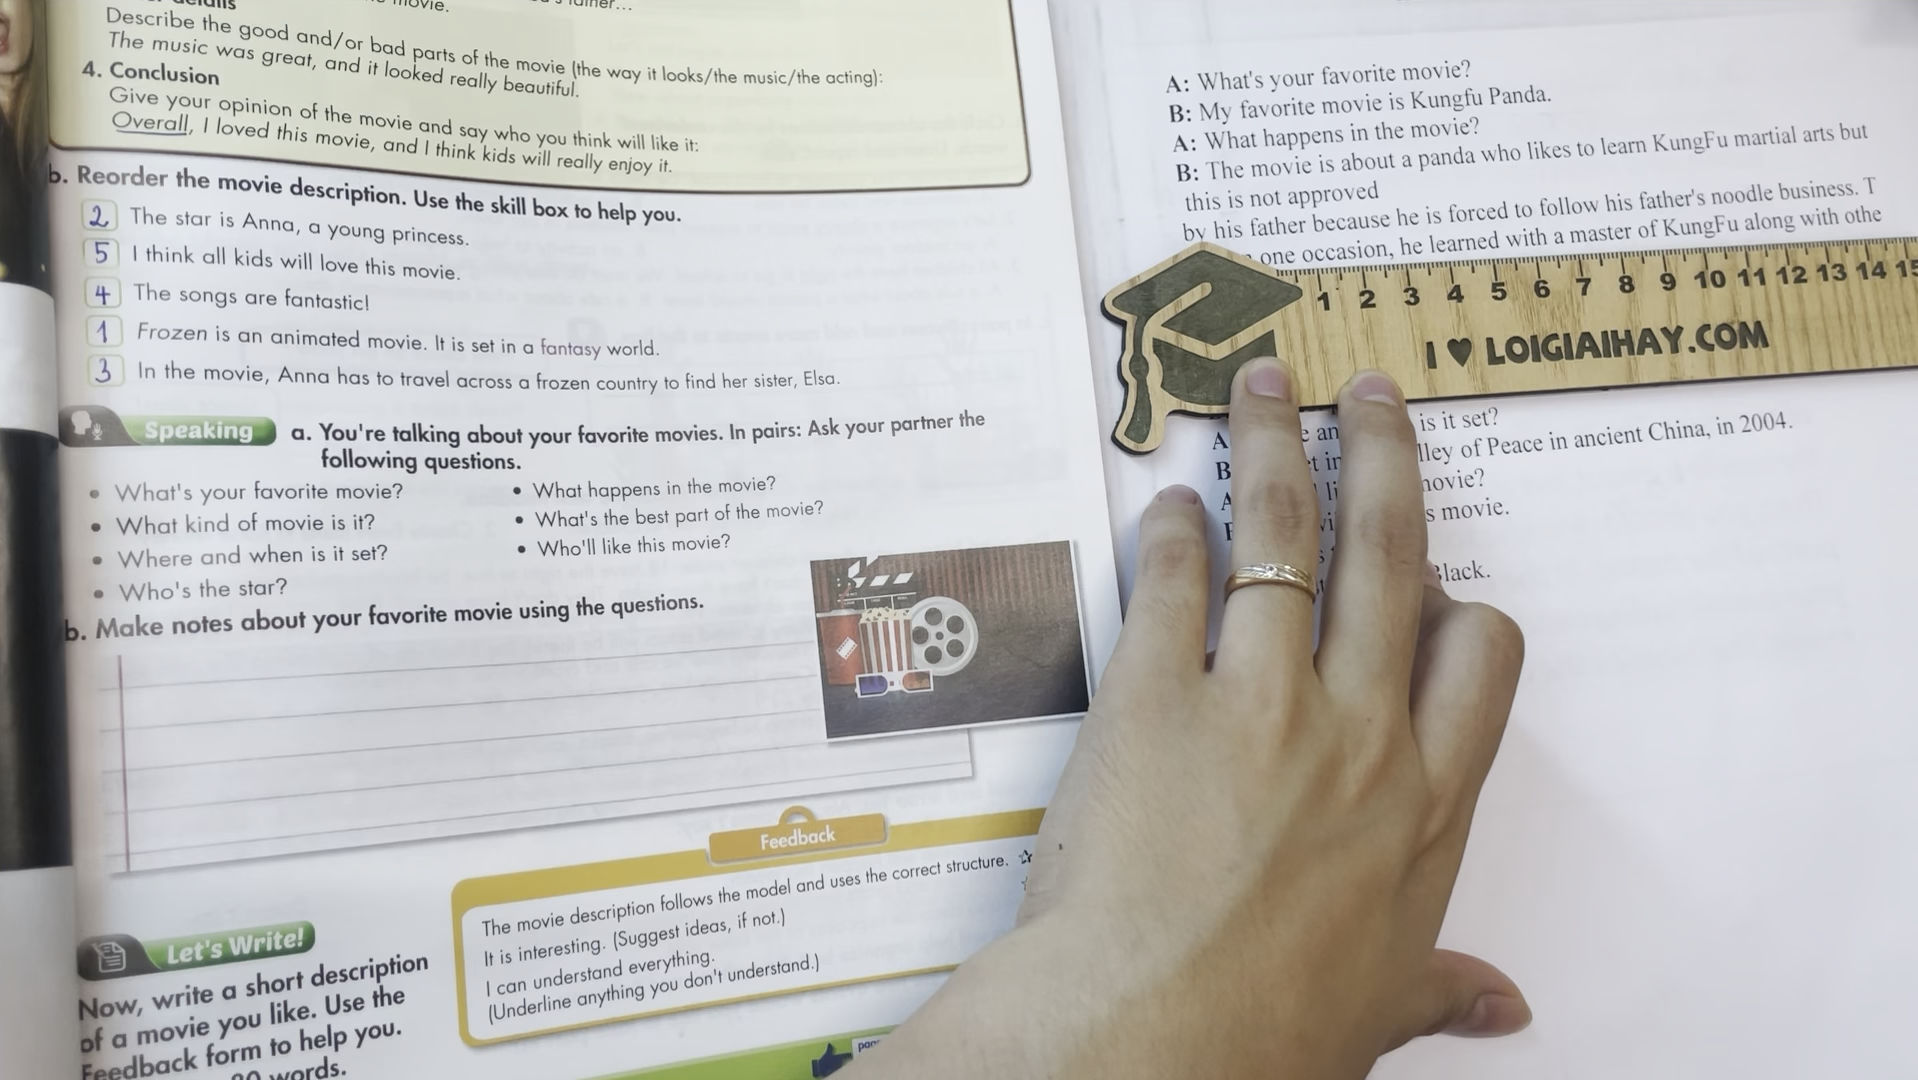 Describe the good and/or bad parts of the movie (the way it looks/the music/the acting):
The music was great, and it looked really beautiful.
4. Conclusion
Give your opinion of the movie and say who you think will like it:
Overall, I loved this movie, and I think kids will really enjoy it.
b. Reorder the movie description. Use the skill box to help you.
2 The star is Anna, a young princess.
5 I think all kids will love this movie.
4 The songs are fantastic!
1 Frozen is an animated movie. It is set in a fantasy world.
3 In the movie, Anna has to travel across a frozen country to find her sister, Elsa.
Speaking a. You're talking about your favorite movies. In pairs: Ask your partner the
following questions.
• What's your favorite movie?
• What kind of movie is it?
• Where and when is it set?
• Who's the star?
• What happens in the movie?
• What's the best part of the movie?
• Who'll like this movie?
b. Make notes about your favorite movie using the questions.
Feedback
The movie description follows the model and uses the correct structure.
It is interesting. (Suggest ideas, if not.)
I can understand everything.
(Underline anything you don't understand.)
Let's Write!
Now, write a short description
of a movie you like. Use the
Feedback form to help you.
words.
A: What's your favorite movie?
B: My favorite movie is Kungfu Panda.
A: What happens in the movie?
B: The movie is about a panda who likes to learn KungFu martial arts but
this is not approved
by his father because he is forced to follow his father's noodle business. T
one occasion, he learned with a master of KungFu along with othe
1 2 3 4 5 6 7 8 9 10 11 12 13 14 15
I ♥ LOIGIAIHAY.COM
A is it set?
B of Peace in ancient China, in 2004.
movie?
movie.
Black.